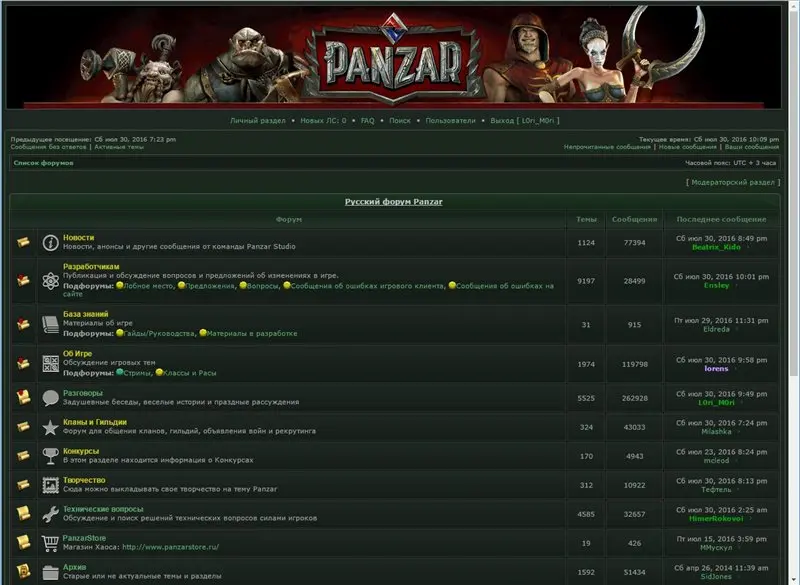 PANZAR
Личный раздел • Новых ЛС: 0 • FAQ • Поиск • Пользователи • Выход [ L0ri_M0ri ]
Предыдущее посещение: Сб июл 30, 2016 7:23 pm
Текущее время: Сб июл 30, 2016 10:09 pm
Сообщения без ответов | Активные темы
Непрочитанные сообщения | Новые сообщения | Ваши сообщения
Список форумов
Часовой пояс: UTC + 3 часа
[ Модераторский раздел ]
Русский форум Panzar
Форум Темы Сообщения Последнее сообщение
Новости
Новости, анонсы и другие сообщения от команды Panzar Studio
1124 77394 Сб июл 30, 2016 8:49 pm
Beatrix_Kido
Разработчикам
Публикация и обсуждение вопросов и предложений об изменениях в игре.
Подфорумы: Лобное место, Предложения, Вопросы, Сообщения об ошибках игрового клиента, Сообщения об ошибках на
сайте
9197 28499 Сб июл 30, 2016 10:01 pm
Ensley
База знаний
Материалы об игре
Подфорумы: Гайды/Руководства, Материалы в разработке
31 915 Пт июл 29, 2016 11:31 pm
Eldreda
Об Игре
Обсуждение игровых тем
Подфорумы: Стримы, Классы и Расы
1974 119798 Сб июл 30, 2016 9:58 pm
lorens
Разговоры
Задушевные беседы, веселые истории и праздные рассуждения
5525 262928 Сб июл 30, 2016 9:49 pm
L0ri_M0ri
Кланы и Гильдии
Форум для общения кланов, гильдий, объявления войн и рекрутинга
324 43033 Сб июл 30, 2016 7:24 pm
Milashka
Конкурсы
В этом разделе находится информация о Конкурсах
170 4943 Сб июл 23, 2016 8:24 pm
mcleod
Творчество
Сюда можно выкладывать свое творчество на тему Panzar
312 10922 Сб июл 30, 2016 8:13 pm
Тефтель
Технические вопросы
Обсуждение и поиск решений технических вопросов силами игроков
4585 32657 Сб июл 30, 2016 2:25 am
HimerRokovoi
PanzarStore
Магазин Хаоса: http://www.panzarstore.ru/
19 426 Пт июл 15, 2016 3:59 pm
ММускул
Архив
Старые или не актуальные темы и разделы
1592 51434 Сб апр 26, 2014 11:39 am
SidJones